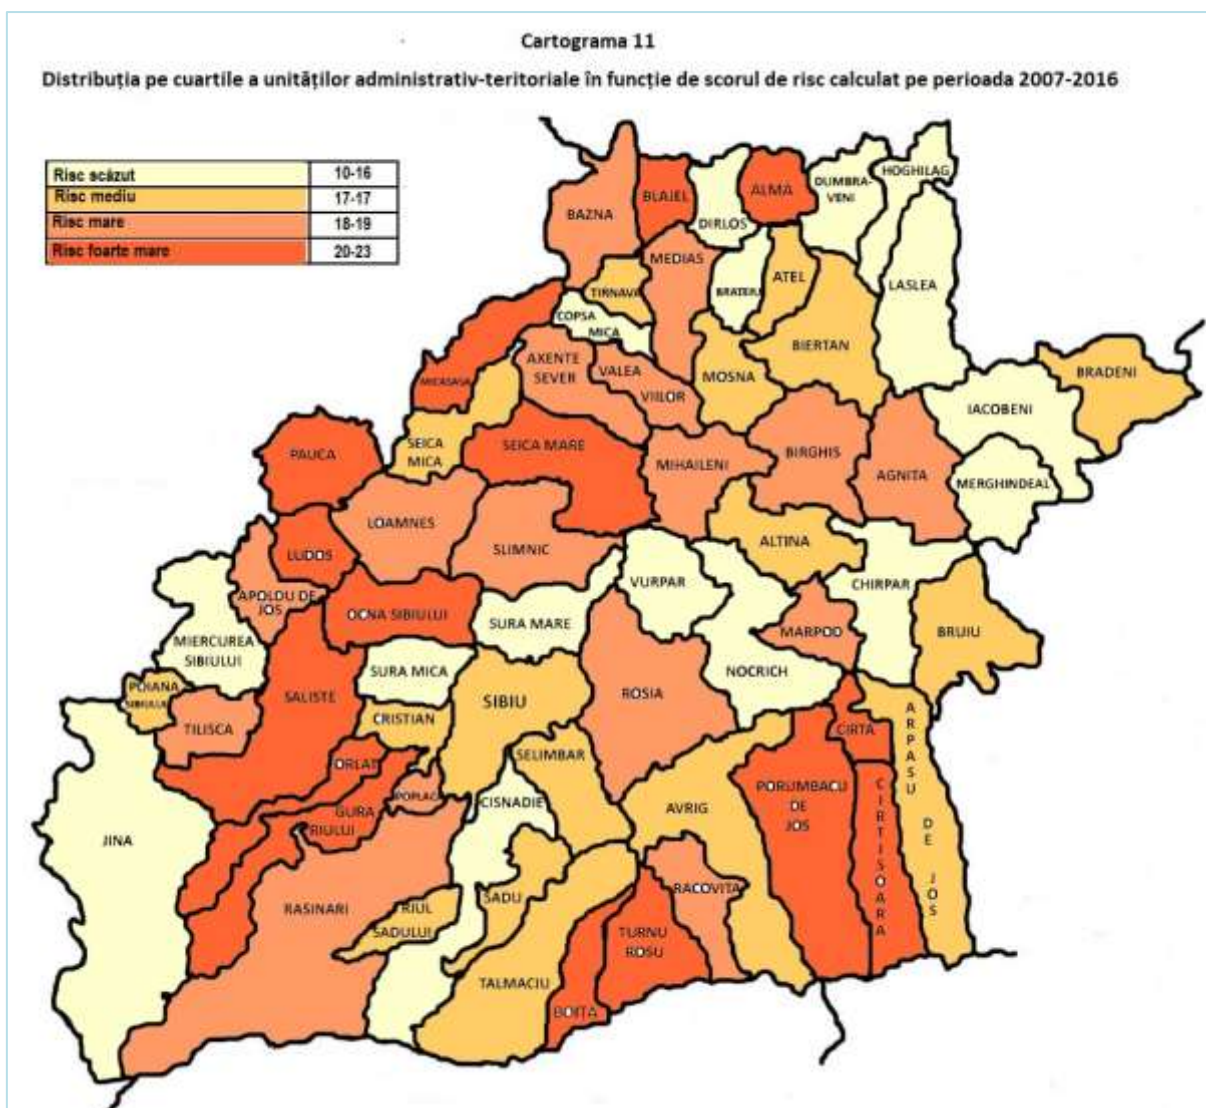 Cartograma 11
Distribuția pe cuartile a unităților administrativ-teritoriale în funcție de scorul de risc calculat pe perioada 2007-2016
Risc scăzut 10-16
Risc mediu 17-17
Risc mare 18-19
Risc foarte mare 20-23
BAZNA
BLAJEL
DIRLOS
ALMA
DUMBRA-
VENI
HOGHILAG
MEDIAS
TIRNAVA
BRATEIU
ATEL
LASLEA
COPSA
MICA
BIERTAN
AXENTE
SEVER
VALEA
VIILOR
MOSNA
BRADENI
MICASASA
IACOBENI
SEICA
MICA
SEICA MARE
PAUCA
MIHAILENI
BIRGHIS
AGNITA
MERGHINDEAL
LOAMNES
SLIMNIC
ALTINA
LUDOS
VURPAR
CHIRPAR
APOLDU DE
JOS
OCNA SIBIULUI
SURA MARE
MARPOD
BRUIU
MIERCUREA
SIBIULUI
SURA MICA
NOCRICH
POIANA
SIBIULUI
SALISTE
SIBIU
ROSIA
TILISCA
CRISTIAN
CIRTA
ARPASU
DE
JOS
ORLAT
SELIMBAR
POPLACA
CISNADIE
PORUMBACU
DE
JOS
CIRTISOARA
GURA
RIULUI
AVRIG
JINA
RASINARI
RIUL
SADULUI
SADU
RACOVITA
TURNU
ROSU
TALMACIU
BOITA